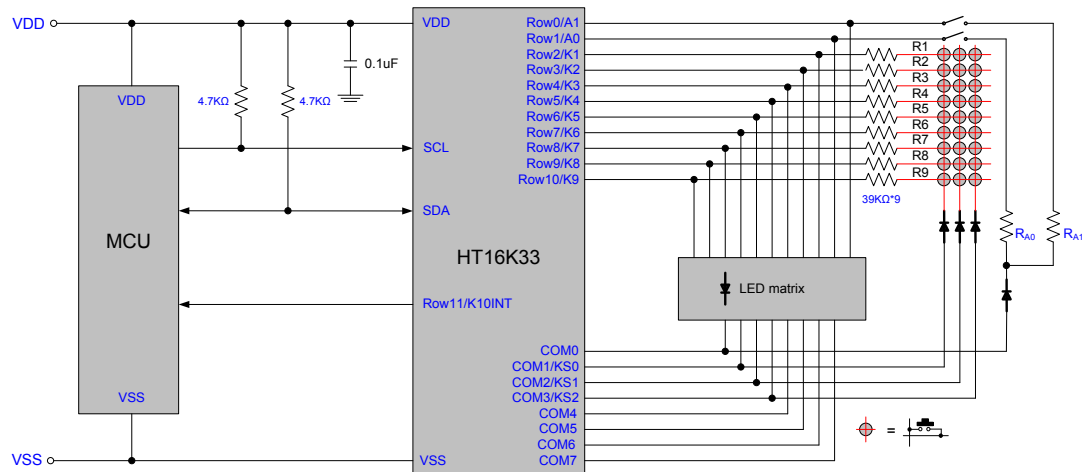 VDD
VDD
0.1uF
4.7KΩ
4.7KΩ
VDD
MCU
VSS
VSS
HT16K33
VDD
SCL
SDA
Row11/K10INT
VSS
Row0/A1
Row1/A0
Row2/K1
Row3/K2
Row4/K3
Row5/K4
Row6/K5
Row7/K6
Row8/K7
Row9/K8
Row10/K9
COM0
COM1/KS0
COM2/KS1
COM3/KS2
COM4
COM5
COM6
COM7
R1
R2
R3
R4
R5
R6
R7
R8
R9
39KΩ*9
RA0
RA1
LED matrix
=